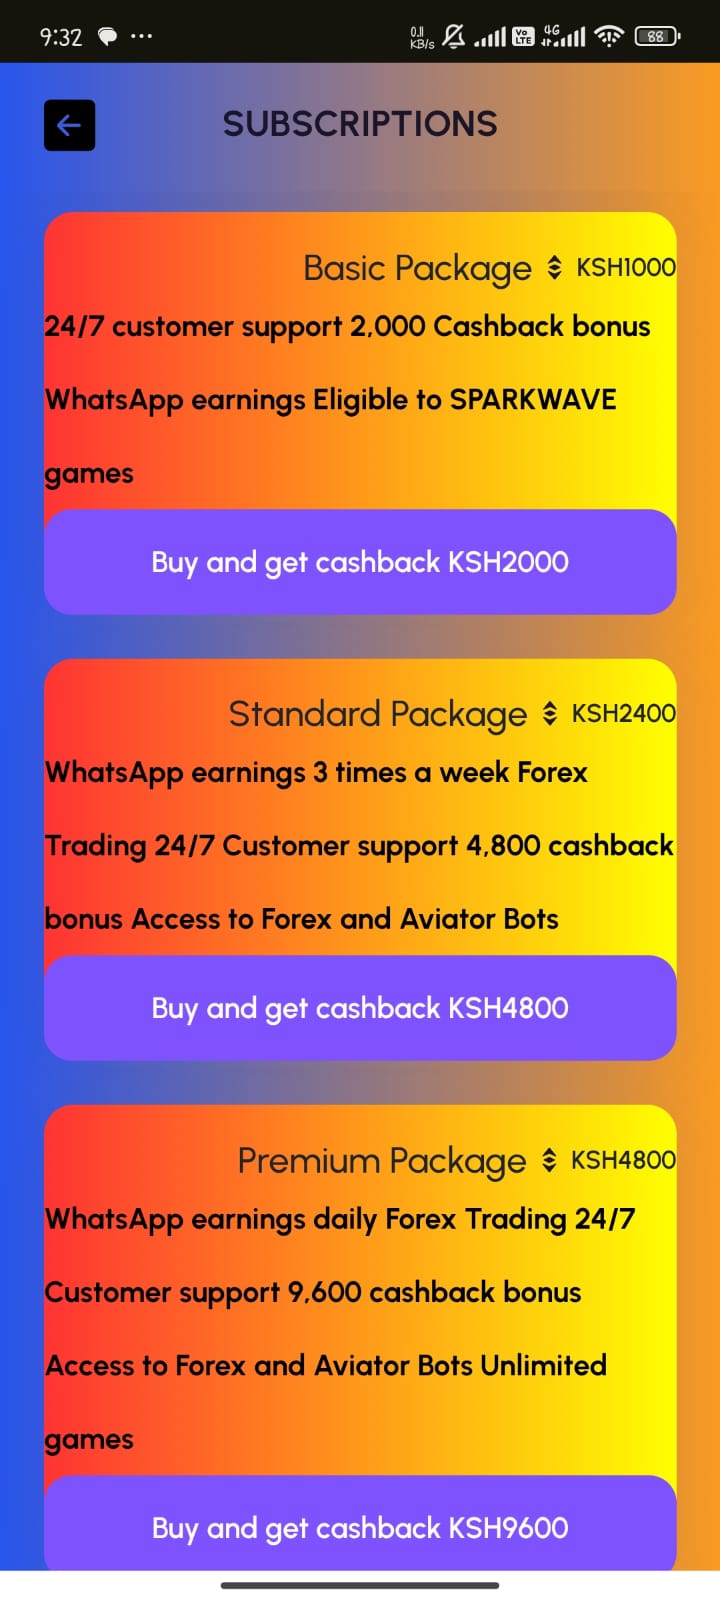 9:32
0.11 KB/s Vo LTE 4G 88
SUBSCRIPTIONS
Basic Package KSH1000
24/7 customer support 2,000 Cashback bonus
WhatsApp earnings Eligible to SPARKWAVE
games
Buy and get cashback KSH2000
Standard Package KSH2400
WhatsApp earnings 3 times a week Forex
Trading 24/7 Customer support 4,800 cashback
bonus Access to Forex and Aviator Bots
Buy and get cashback KSH4800
Premium Package KSH4800
WhatsApp earnings daily Forex Trading 24/7
Customer support 9,600 cashback bonus
Access to Forex and Aviator Bots Unlimited
games
Buy and get cashback KSH9600